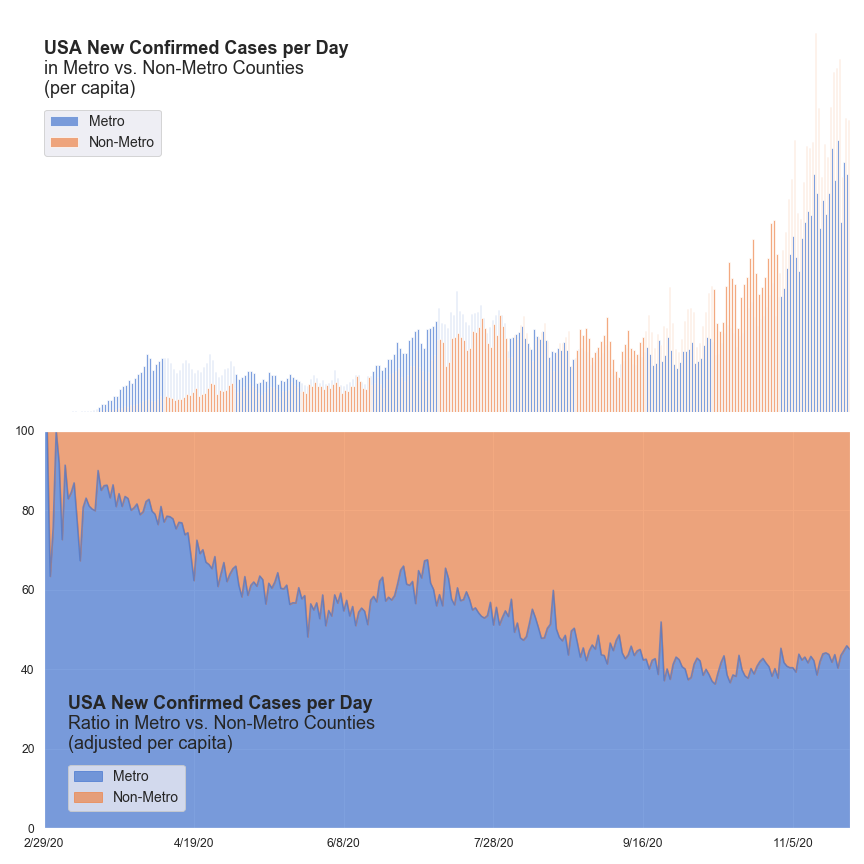 USA New Confirmed Cases per Day
in Metro vs. Non-Metro Counties
(per capita)
Metro
Non-Metro
100
80
60
40
20
0
USA New Confirmed Cases per Day
Ratio in Metro vs. Non-Metro Counties
(adjusted per capita)
Metro
Non-Metro
2/29/20 4/19/20 6/8/20 7/28/20 9/16/20 11/5/20